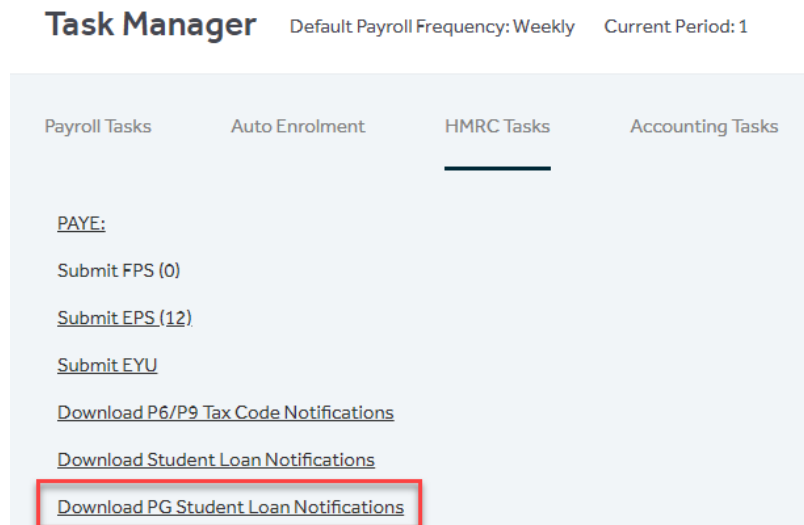 Task Manager Default Payroll Frequency: Weekly Current Period: 1
Payroll Tasks Auto Enrolment HMRC Tasks Accounting Tasks
PAYE:
Submit FPS (0)
Submit EPS (12)
Submit EYU
Download P6/P9 Tax Code Notifications
Download Student Loan Notifications
Download PG Student Loan Notifications